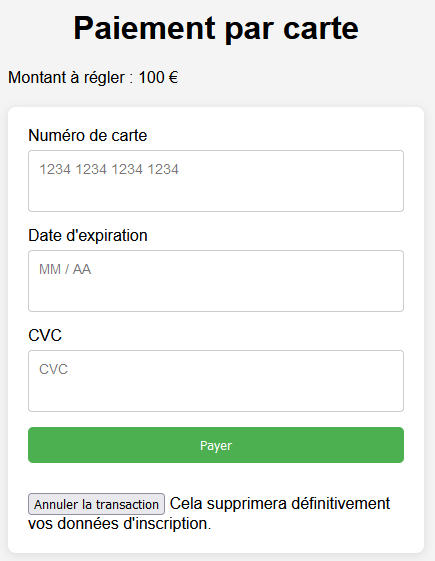 Paiement par carte
Montant à régler : 100 €
Numéro de carte
1234 1234 1234 1234
Date d'expiration
MM / AA
CVC
CVC
Payer
Annuler la transaction Cela supprimera définitivement
vos données d'inscription.